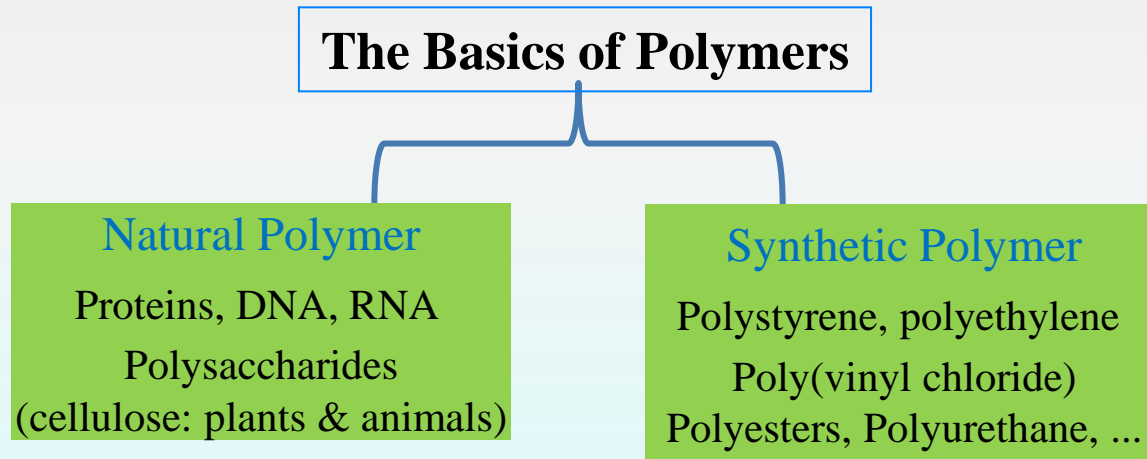 The Basics of Polymers
Natural Polymer
Proteins, DNA, RNA
Polysaccharides
(cellulose: plants & animals)
Synthetic Polymer
Polystyrene, polyethylene
Poly(vinyl chloride)
Polyesters, Polyurethane, ...